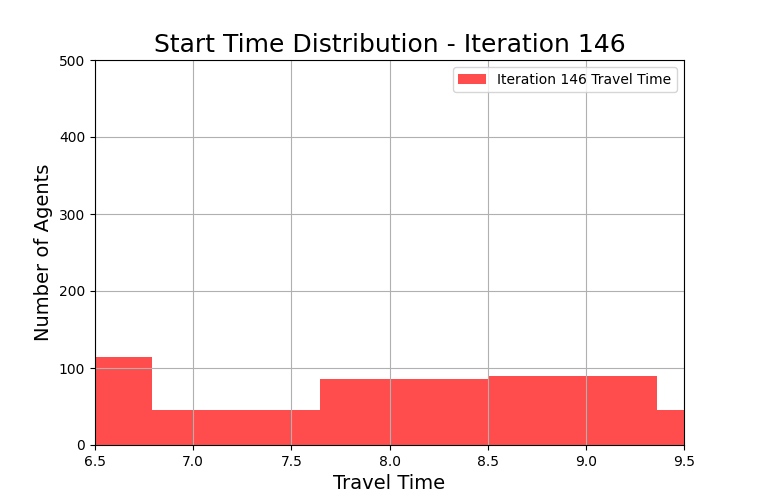 Start Time Distribution - Iteration 146
500
Iteration 146 Travel Time
400
300
200
100
0
Number of Agents
6.5 7.0 7.5 8.0 8.5 9.0 9.5
Travel Time